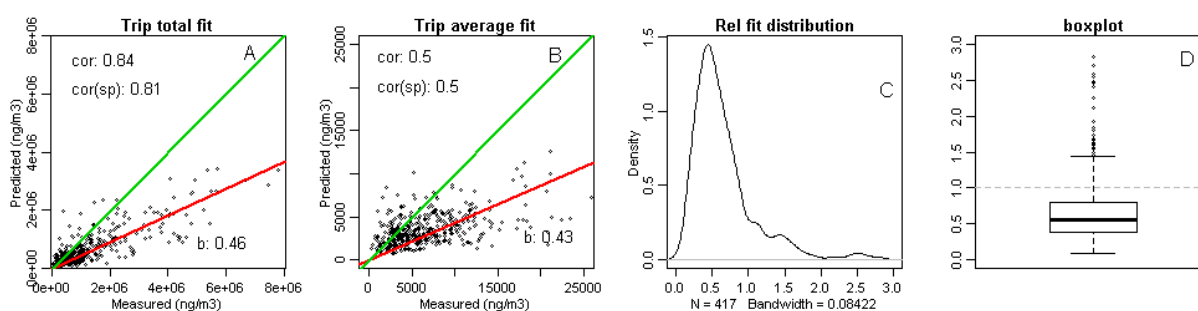 Trip total fit
A
cor: 0.84
cor(sp): 0.81
b: 0.46
Predicted (ng/m3)
0e+00 2e+06 4e+06 6e+06 8e+06
0e+00 2e+06 4e+06 6e+06 8e+06
Measured (ng/m3)
Trip average fit
B
cor: 0.5
cor(sp): 0.5
b: 0.43
Predicted (ng/m3)
0 5000 15000 25000
0 5000 15000 25000
Measured (ng/m3)
Rel fit distribution
C
Density
0.0 0.5 1.0 1.5
0.0 0.5 1.0 1.5 2.0 2.5 3.0
N = 417 Bandwidth = 0.08422
boxplot
D
0.0 0.5 1.0 1.5 2.0 2.5 3.0